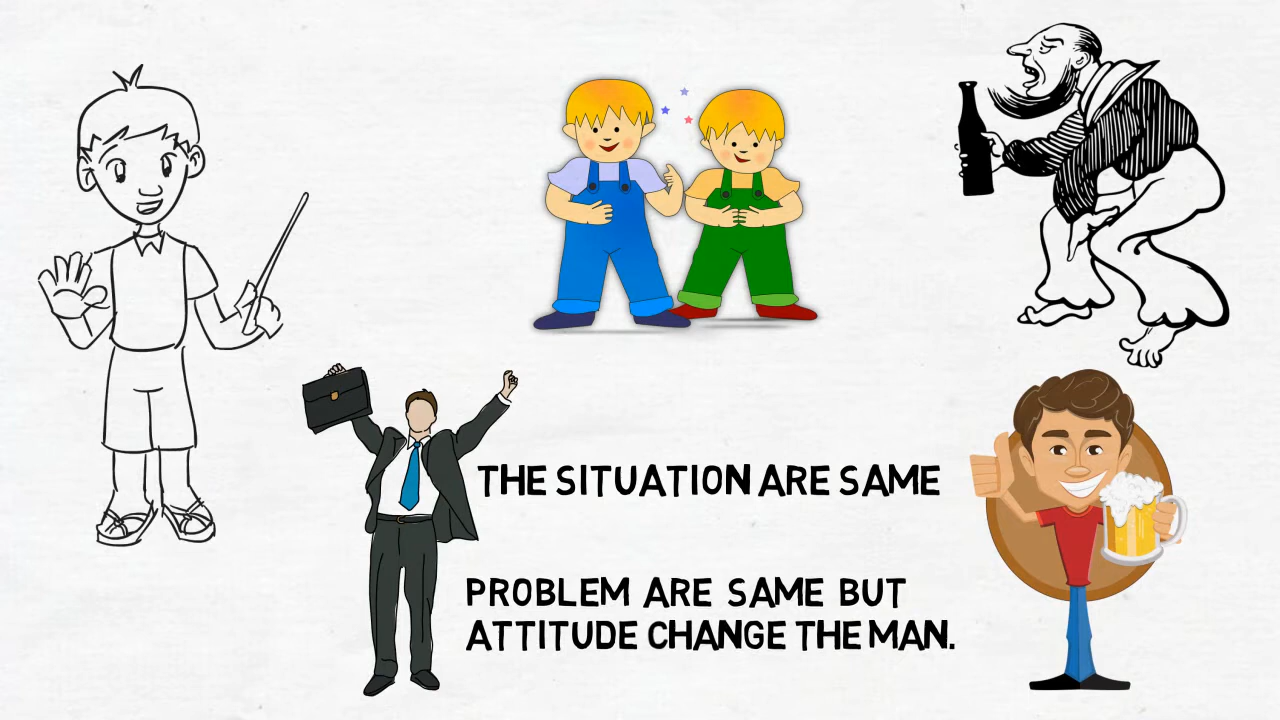 THE SITUATION ARE SAME
PROBLEM ARE SAME BUT
ATTITUDE CHANGE THE MAN.